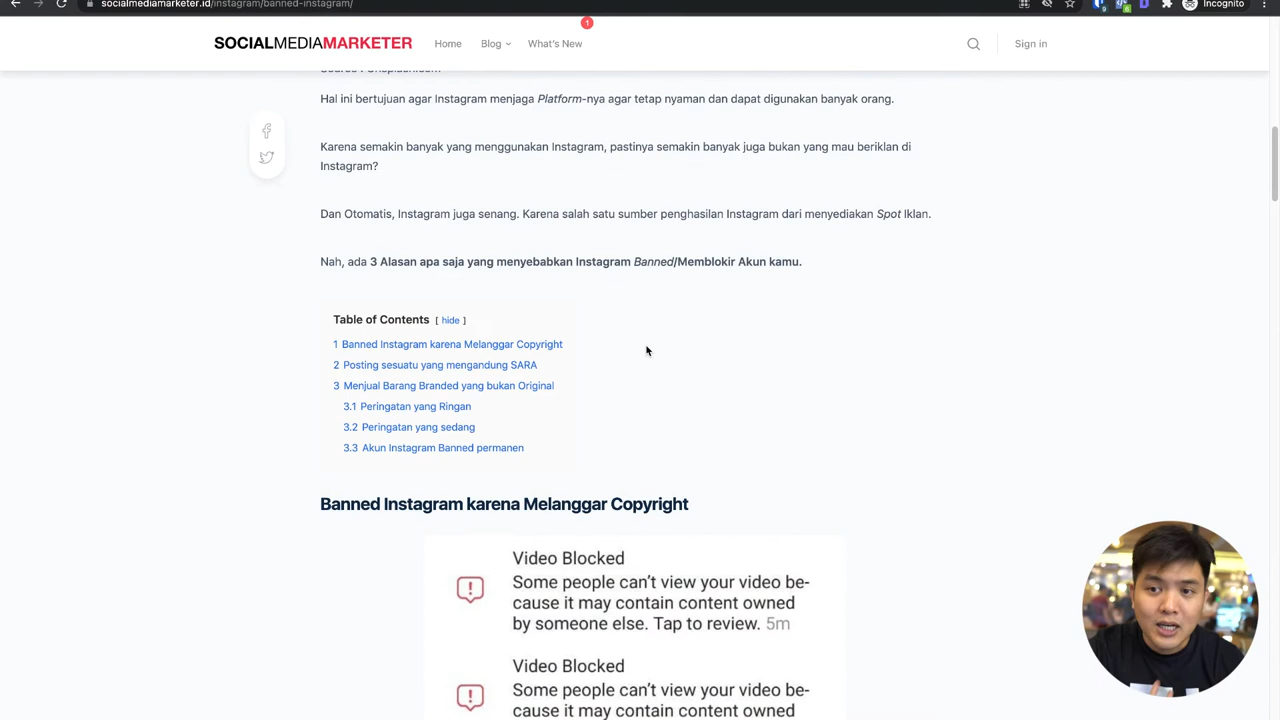 socialmediamarketer.id/instagram/banned-instagram/
Incognito
1
SOCIALMEDIAMARKETER
Home
Blog
What's New
Sign in
Hal ini bertujuan agar Instagram menjaga Platform-nya agar tetap nyaman dan dapat digunakan banyak orang.
Karena semakin banyak yang menggunakan Instagram, pastinya semakin banyak juga bukan yang mau beriklan di
Instagram?
Dan Otomatis, Instagram juga senang. Karena salah satu sumber penghasilan Instagram dari menyediakan Spot Iklan.
Nah, ada 3 Alasan apa saja yang menyebabkan Instagram Banned/Memblokir Akun kamu.
Table of Contents [ hide ]
1 Banned Instagram karena Melanggar Copyright
2 Posting sesuatu yang mengandung SARA
3 Menjual Barang Branded yang bukan Original
3.1 Peringatan yang Ringan
3.2 Peringatan yang sedang
3.3 Akun Instagram Banned permanen
Banned Instagram karena Melanggar Copyright
Video Blocked
Some people can't view your video be-
cause it may contain content owned
by someone else. Tap to review. 5m
Video Blocked
Some people can't view your video be-
cause it may contain content owned